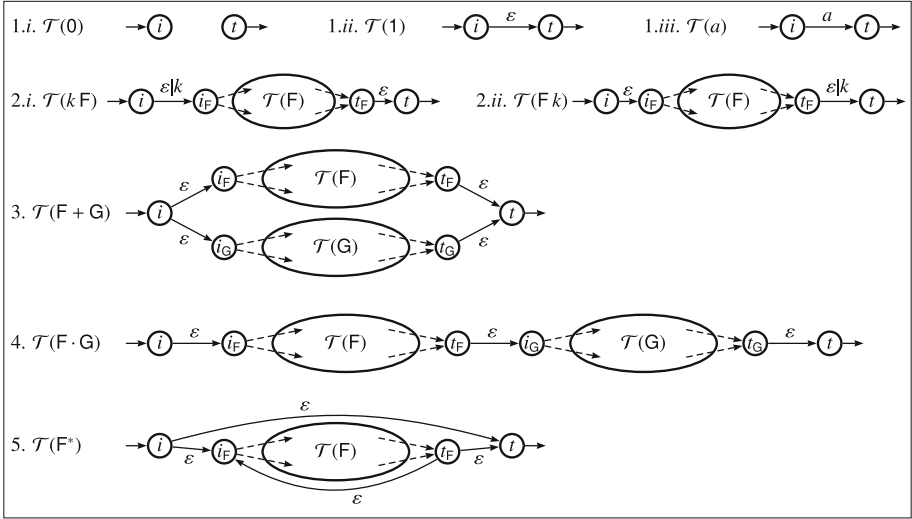 1.i. 𝒯(0) i t 1.ii. 𝒯(1) i ε t 1.iii. 𝒯(a) i a t
2.i. 𝒯(k F) i ε|k i_F 𝒯(F) t_F ε t 2.ii. 𝒯(F k) i ε i_F 𝒯(F) t_F ε|k t
ε i_F 𝒯(F) t_F ε
3. 𝒯(F + G) i t
ε i_G 𝒯(G) t_G ε
4. 𝒯(F · G) i ε i_F 𝒯(F) t_F ε i_G 𝒯(G) t_G ε t
ε
5. 𝒯(F*) i ε i_F 𝒯(F) t_F ε t
ε